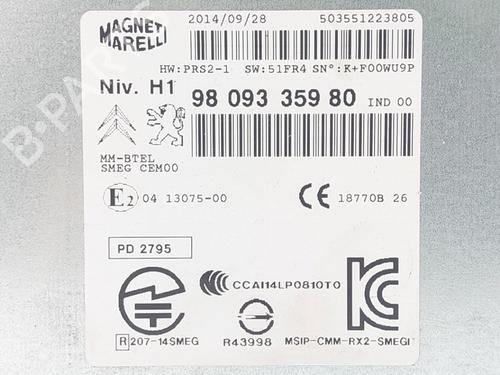 MAGNETI MARELLI
2014/09/28 503551223805
HW:PRS2-1 SW:51FR4 SN°:K+F00WU9P
Niv. H1
98 093 359 80 IND 00
MM-BTEL
SMEG CEM00
E2 04 13075-00
CE 18770B 26
PD 2795
CCAI14LP0810T0
R 207-14SMEG
R43998
MSIP-CMM-RX2-SMEGI
B-PARTS